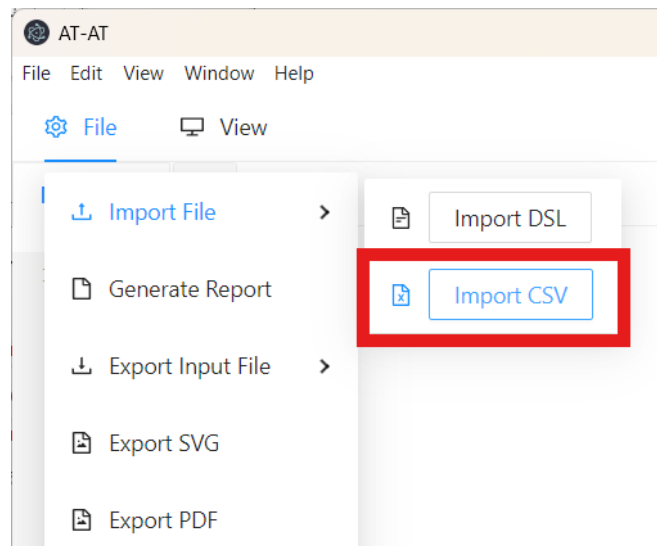 AT-AT
File Edit View Window Help
File View
Import File
Import DSL
Import CSV
Generate Report
Export Input File
Export SVG
Export PDF